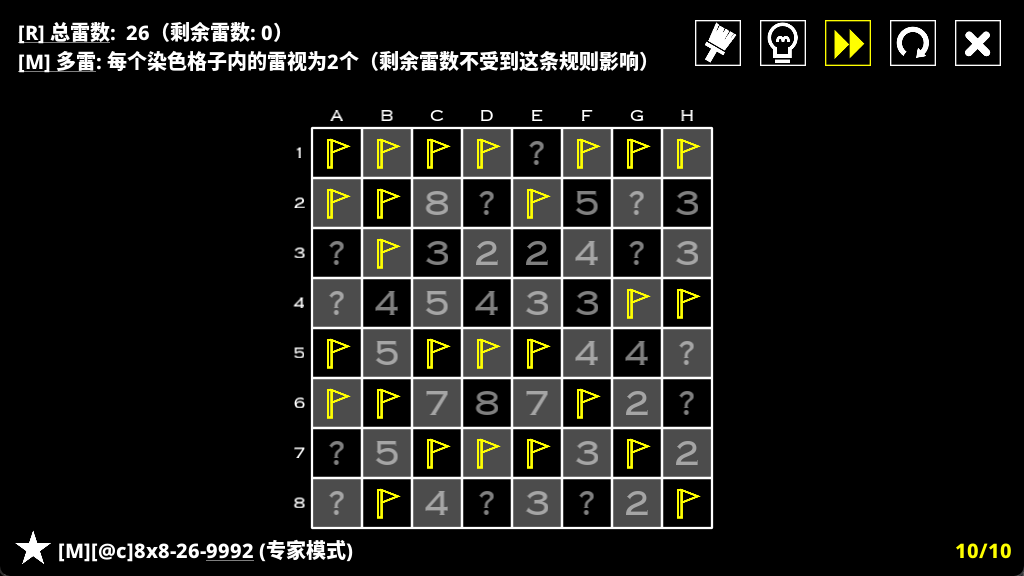 [R] 总雷数: 26（剩余雷数: 0）
[M] 多雷: 每个染色格子内的雷视为2个（剩余雷数不受到这条规则影响）
A B C D E F G H
1 ?
2 8 ? 5 ? 3
3 ? 3 2 2 4 ? 3
4 ? 4 5 4 3 3
5 5 4 4 ?
6 7 8 7 2 ?
7 ? 5 3 2
8 ? 4 ? 3 ? 2
[M][@c]8x8-26-9992 (专家模式)
10/10